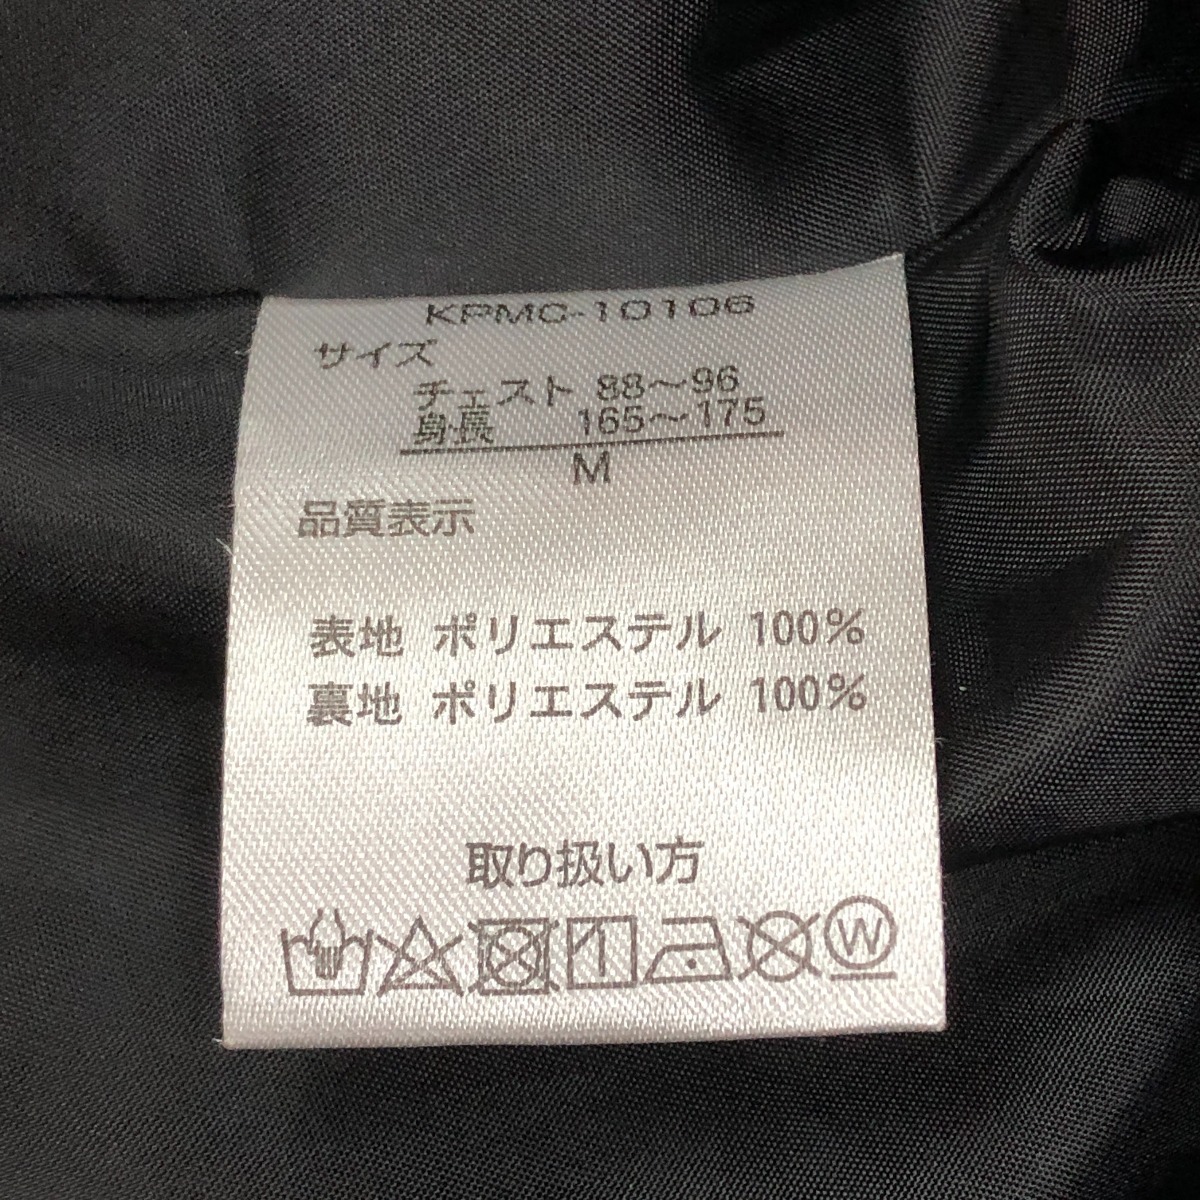 KPMC-10106
サイズ
チェスト 88～96
身長 165～175
M
品質表示
表地 ポリエステル 100%
裏地 ポリエステル 100%
取り扱い方
W